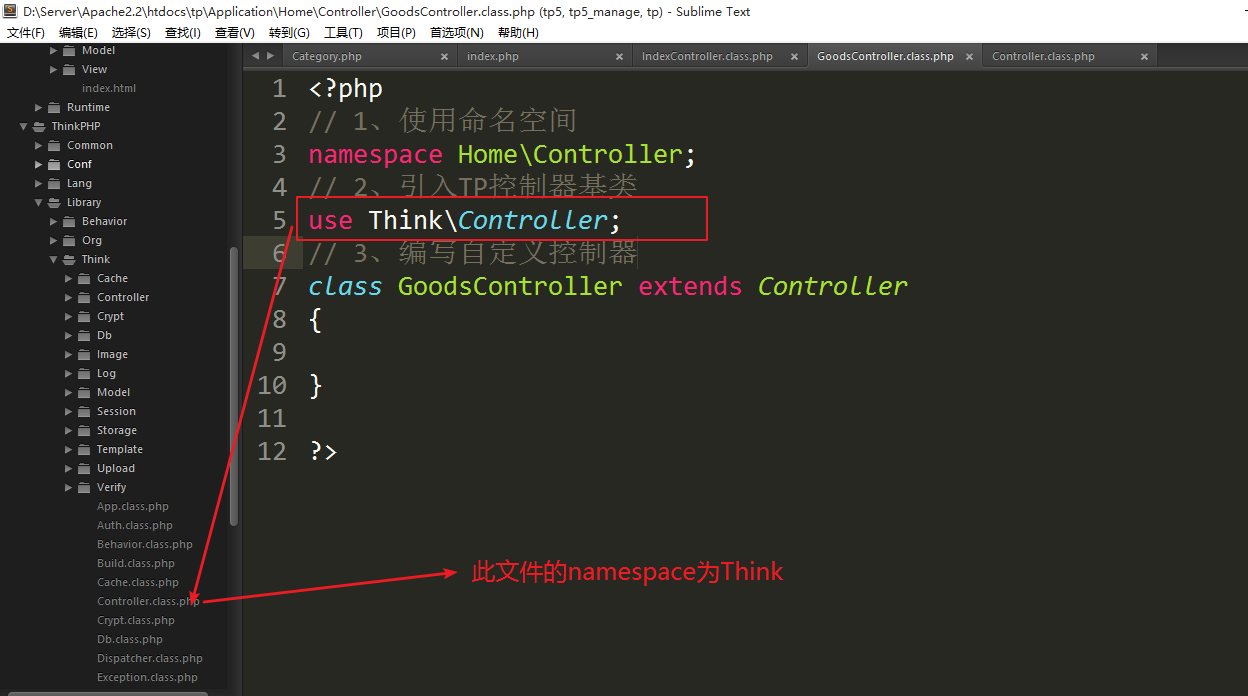 D:\Server\Apache2.2\htdocs\tp\Application\Home\Controller\GoodsController.class.php (tp5, tp5_manage, tp) - Sublime Text
文件(F) 编辑(E) 选择(S) 查找(I) 查看(V) 转到(G) 工具(T) 项目(P) 首选项(N) 帮助(H)
Model
View
index.html
Runtime
ThinkPHP
Common
Conf
Lang
Library
Behavior
Org
Think
Cache
Controller
Crypt
Db
Image
Log
Model
Session
Storage
Template
Upload
Verify
App.class.php
Auth.class.php
Behavior.class.php
Build.class.php
Cache.class.php
Controller.class.php
Crypt.class.php
Db.class.php
Dispatcher.class.php
Exception.class.php
Category.php × index.php × IndexController.class.php × GoodsController.class.php × Controller.class.php ×
1 <?php
2 // 1、使用命名空间
3 namespace Home\Controller;
4 // 2、引入TP控制器基类
5 use Think\Controller;
6 // 3、编写自定义控制器
7 class GoodsController extends Controller
8 {
9
10 }
11
12 ?>
此文件的namespace为Think